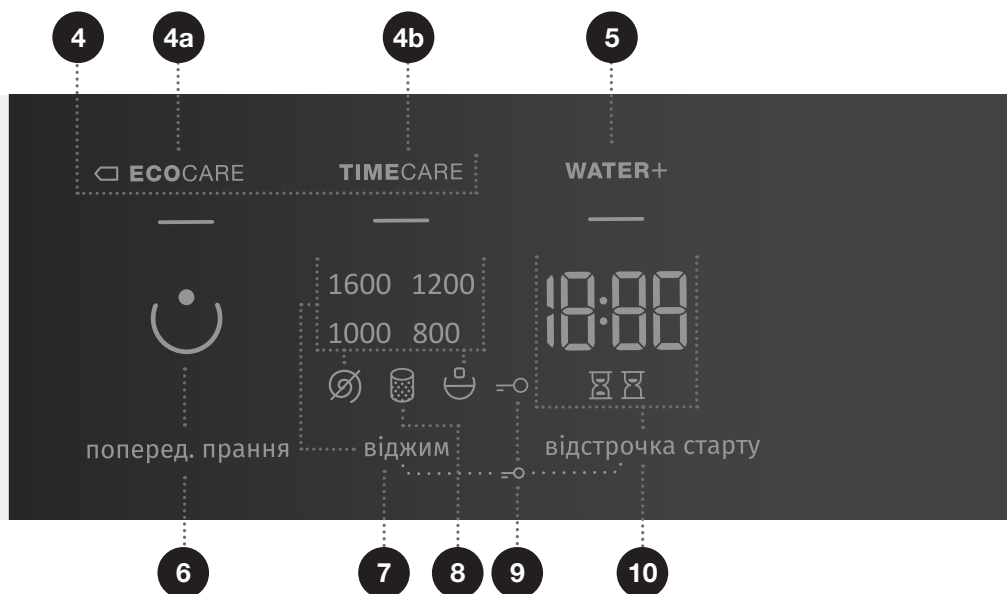 4 4a 4b 5
ECOCARE TIMECARE WATER+
1600 1200
1000 800
18:88
поперед. прання віджим відстрочка старту
6 7 8 9 10